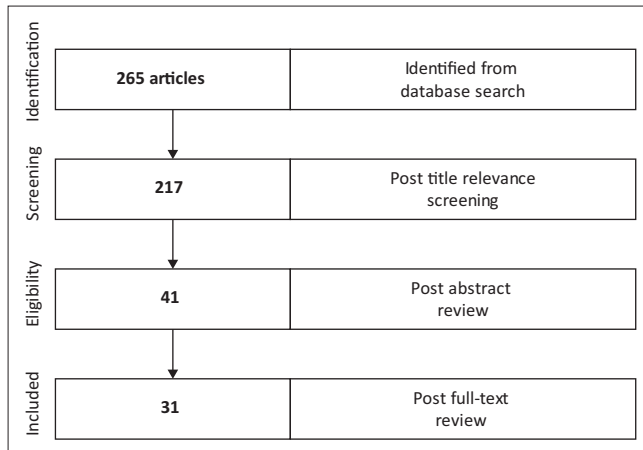 Identification
265 articles
Identified from
database search
Screening
217
Post title relevance
screening
Eligibility
41
Post abstract
review
Included
31
Post full-text
review